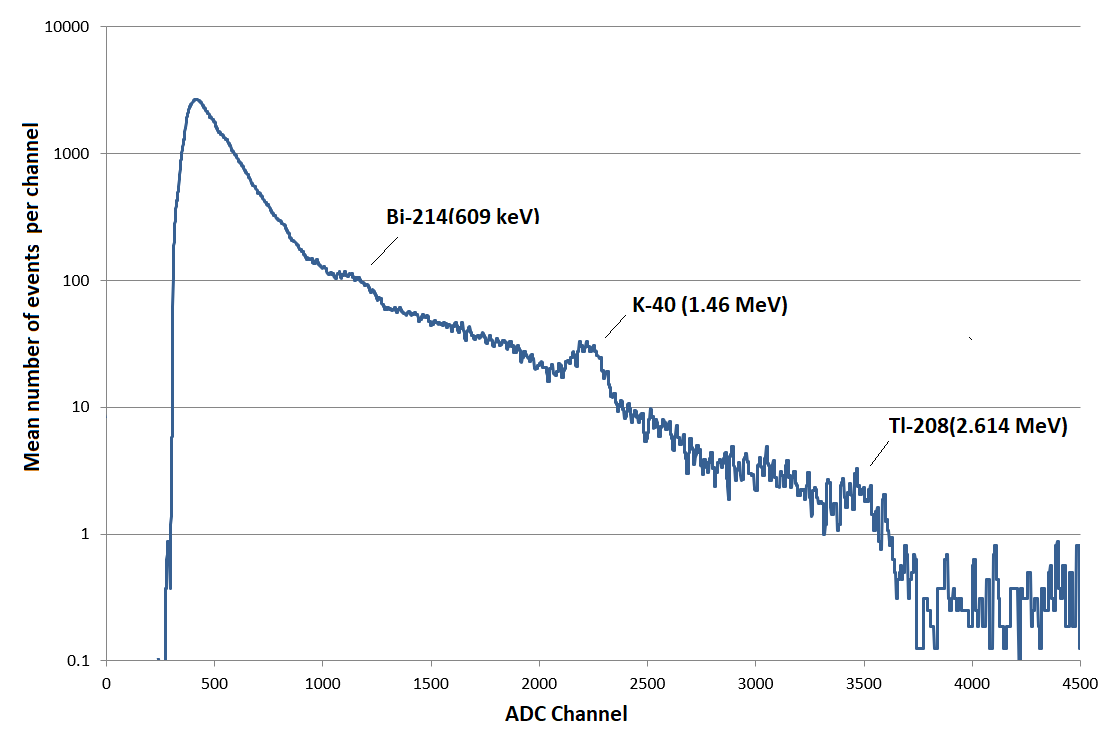 10000
1000
100
10
1
0.1
Mean number of events per channel
Bi-214(609 keV)
K-40 (1.46 MeV)
Tl-208(2.614 MeV)
0 500 1000 1500 2000 2500 3000 3500 4000 4500
ADC Channel